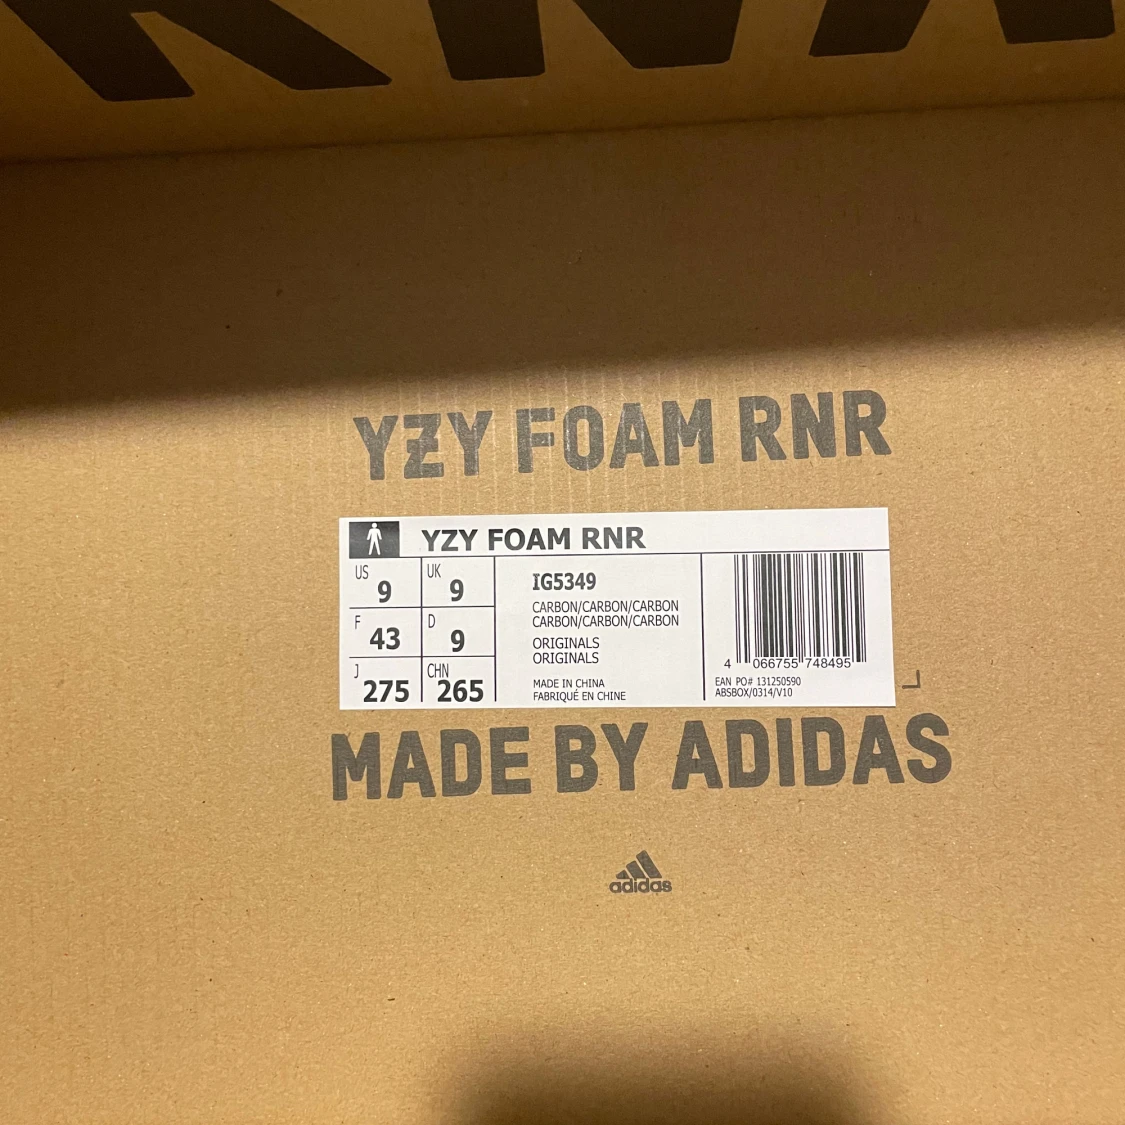 RNR
YZY FOAM RNR
YZY FOAM RNR
US 9 UK 9
F 43 D 9
J 275 CHN 265
IG5349
CARBON/CARBON/CARBON
CARBON/CARBON/CARBON
ORIGINALS
ORIGINALS
MADE IN CHINA
FABRIQUÉ EN CHINE
4 066755 748495
EAN PO# 131250590
ABSBOX/0314/V10
MADE BY ADIDAS
adidas